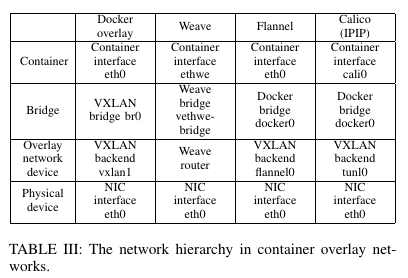 Docker overlay Weave Flannel Calico (IPIP)
Container Container interface eth0 Container interface ethwe Container interface eth0 Container interface cali0
Bridge VXLAN bridge br0 Weave bridge vethwe-bridge Docker bridge docker0 Docker bridge docker0
Overlay network device VXLAN backend vxlan1 Weave router VXLAN backend flannel0 VXLAN backend tunl0
Physical device NIC interface eth0 NIC interface eth0 NIC interface eth0 NIC interface eth0
TABLE III: The network hierarchy in container overlay net-
works.